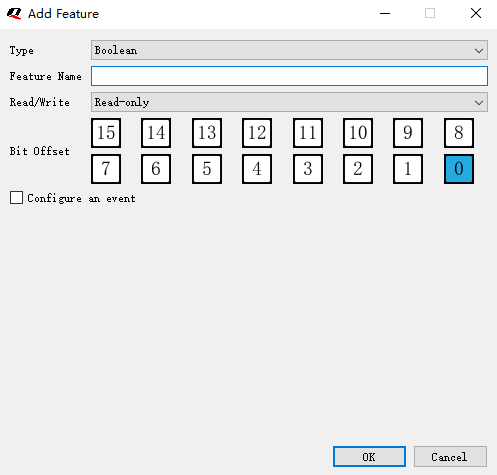 Add Feature
Type Boolean
Feature Name
Read/Write Read-only
15 14 13 12 11 10 9 8
Bit Offset
7 6 5 4 3 2 1 0
Configure an event
OK Cancel